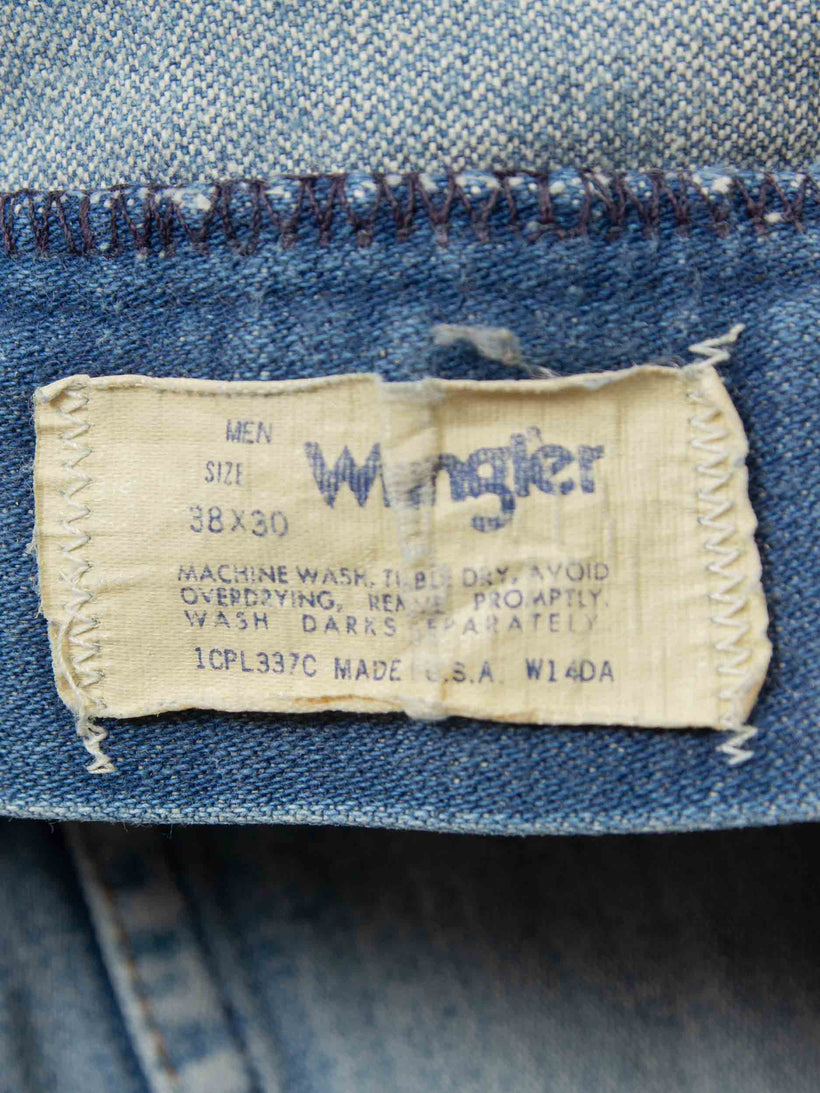 MEN
Wrangler
SIZE
38X30
MACHINE WASH, TUMBLE DRY, AVOID
OVERDRYING, REMOVE PROMPTLY.
WASH DARKS SEPARATELY
1CPL337C MADE U.S.A. W14DA